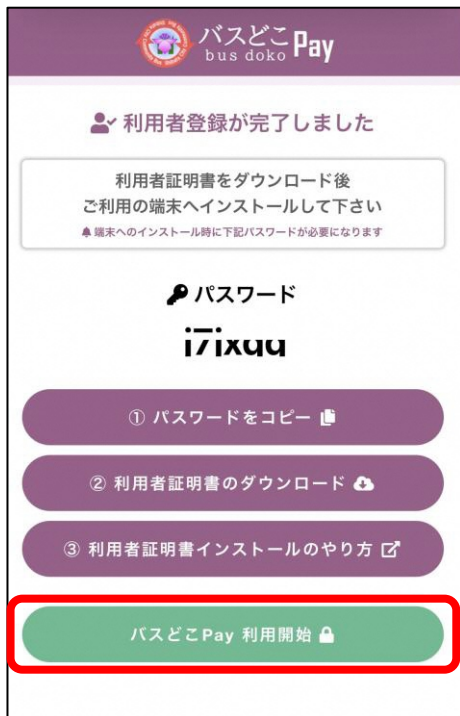 バスどこ Pay
bus doko
利用者登録が完了しました
利用者証明書をダウンロード後
ご利用の端末へインストールして下さい
端末へのインストール時に下記パスワードが必要になります
パスワード
① パスワードをコピー
② 利用者証明書のダウンロード
③ 利用者証明書インストールのやり方
バスどこPay 利用開始